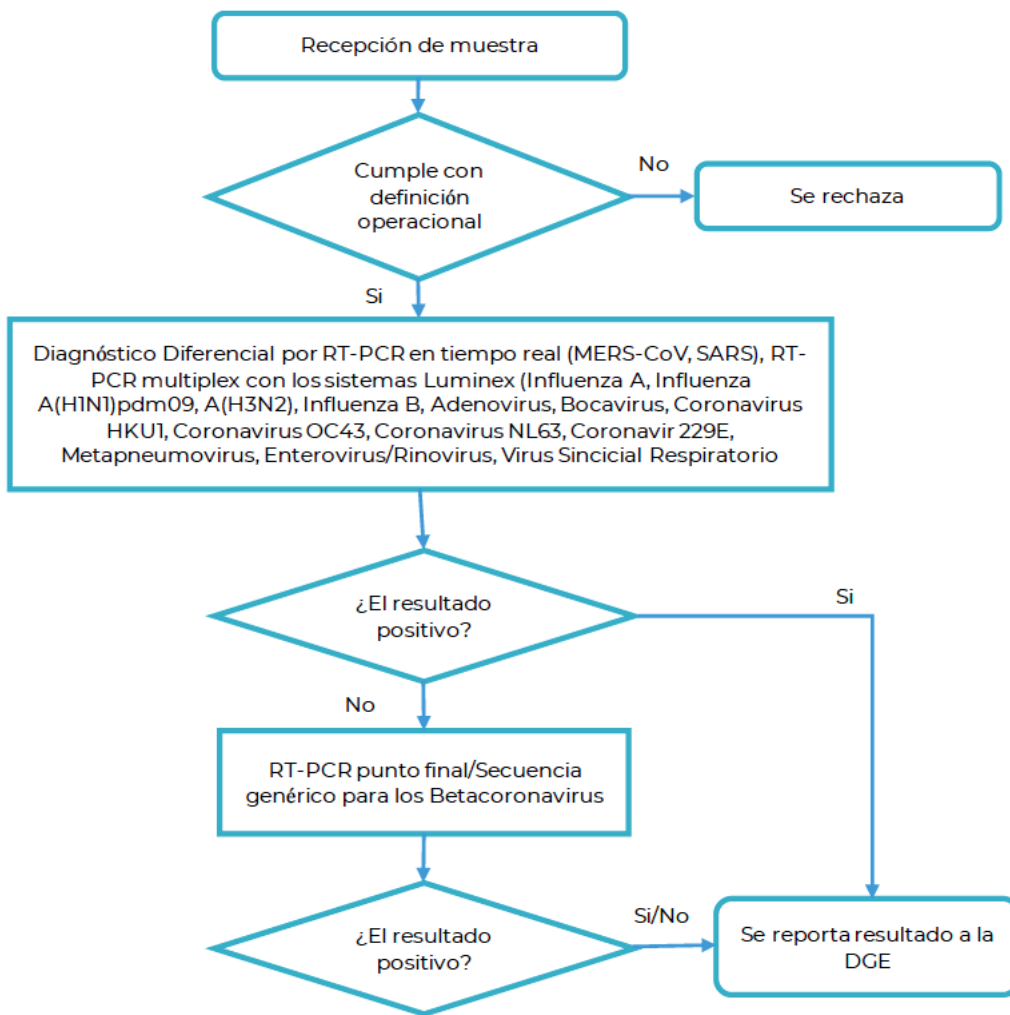 Recepción de muestra
Cumple con
definición
operacional
No
Se rechaza
Si
Diagnóstico Diferencial por RT-PCR en tiempo real (MERS-CoV, SARS), RT-
PCR multiplex con los sistemas Luminex (Influenza A, Influenza
A(H1N1)pdm09, A(H3N2), Influenza B, Adenovirus, Bocavirus, Coronavirus
HKU1, Coronavirus OC43, Coronavirus NL63, Coronavir 229E,
Metapneumovirus, Enterovirus/Rinovirus, Virus Sincicial Respiratorio
¿El resultado
positivo?
Si
No
RT-PCR punto final/Secuencia
genérico para los Betacoronavirus
¿El resultado
positivo?
Si/No
Se reporta resultado a la
DGE